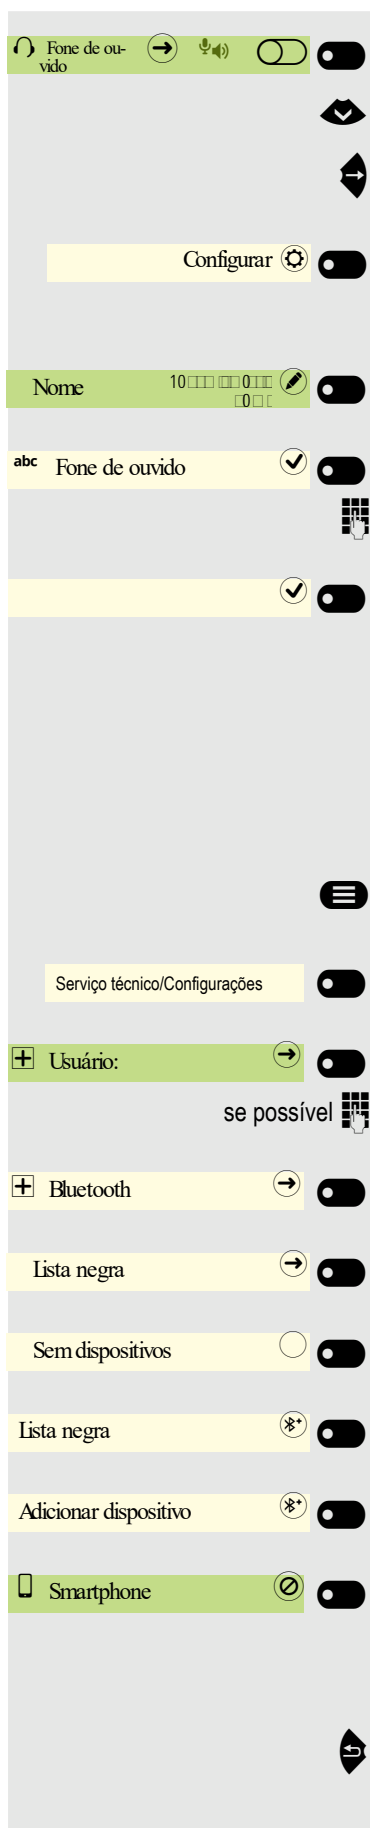 Fone de ou-
vido
Configurar
Nome
abc Fone de ouvido
Serviço técnico/Configurações
Usuário:
se possível
Bluetooth
Lista negra
Sem dispositivos
Lista negra
Adicionar dispositivo
Smartphone